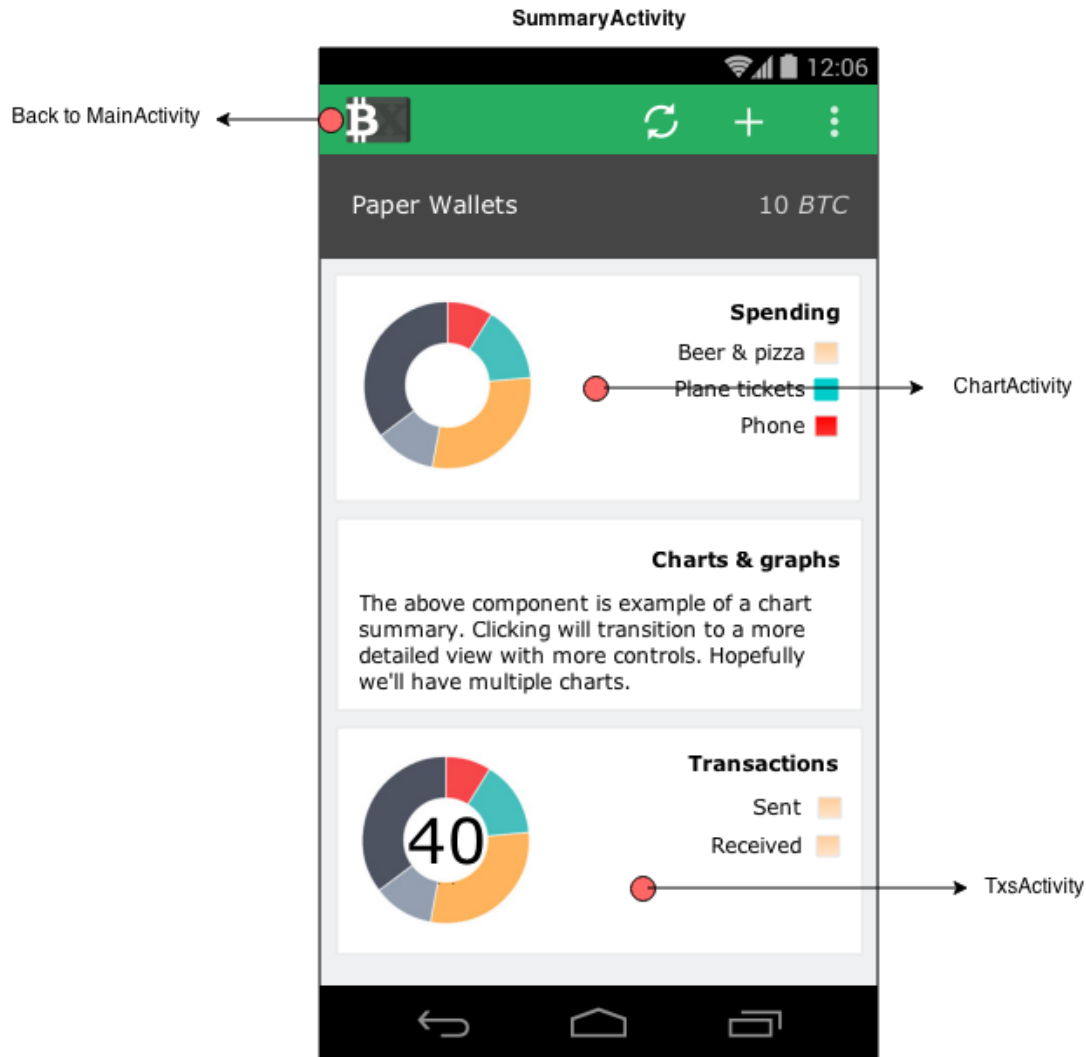 SummaryActivity
12:06
Back to MainActivity
Paper Wallets
10 BTC
Spending
Beer & pizza
Plane tickets
Phone
ChartActivity
Charts & graphs
The above component is example of a chart
summary. Clicking will transition to a more
detailed view with more controls. Hopefully
we'll have multiple charts.
Transactions
40
Sent
Received
TxsActivity